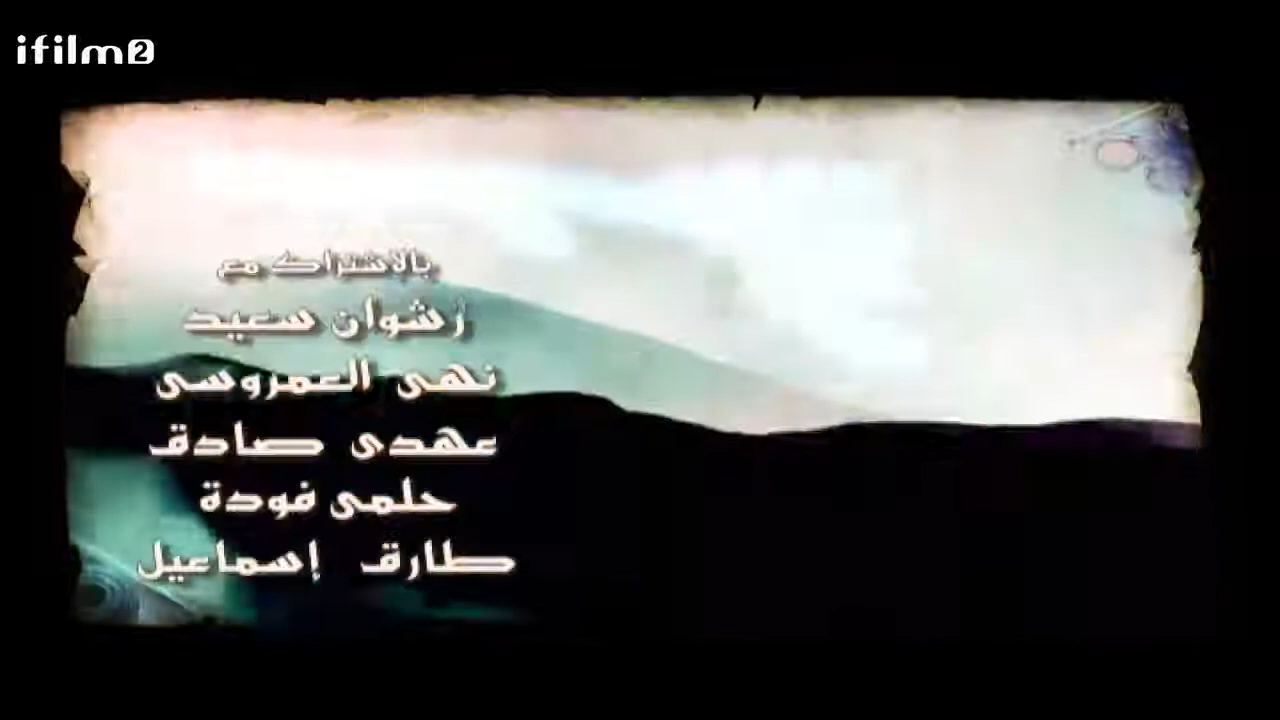 ifilm2
بالاشتراك مع
رشوان سعيد
نهى العمروسى
عهدى صادق
حلمى فودة
طارق إسماعيل